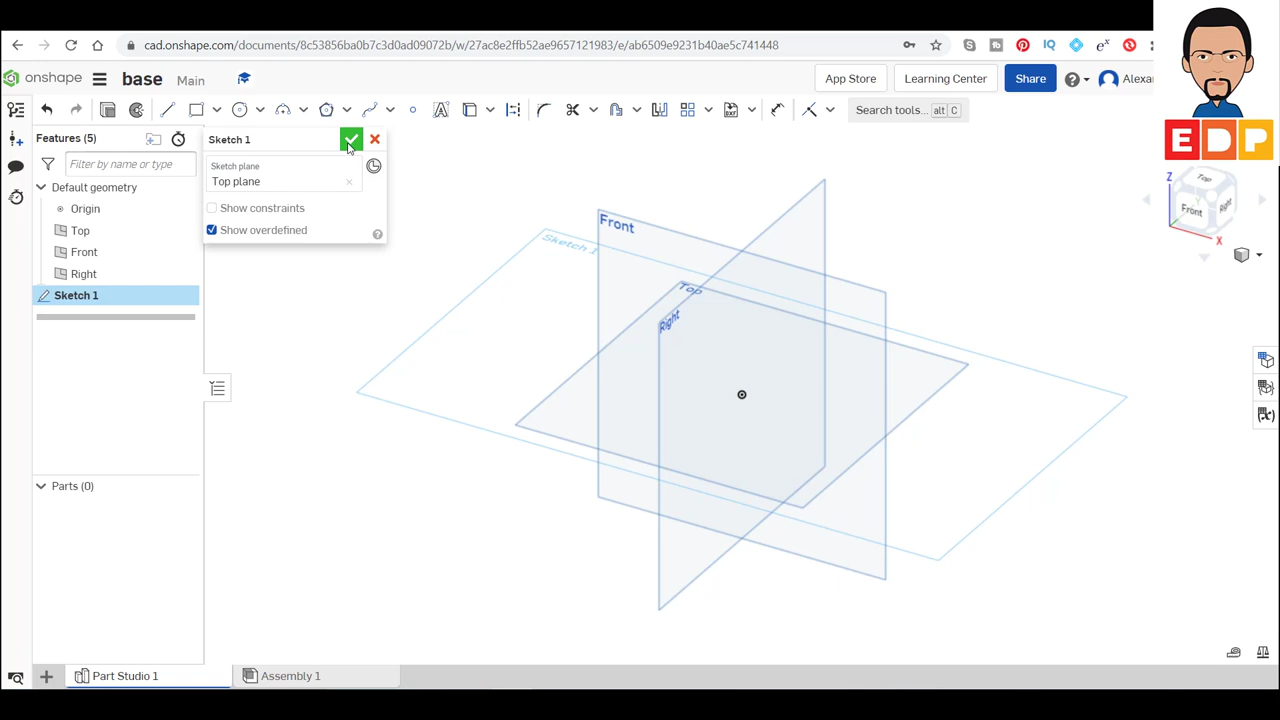 cad.onshape.com/documents/8c53856ba0b7c3d0ad09072b/w/27ac8e2ffb52ae9657121983/e/ab6509e9231b40ae5c741448
IQ
eˣ
onshape
base
Main
App Store
Learning Center
Share
Alexa
EDP
Search tools...
alt
C
Features (5)
Filter by name or type
Default geometry
Origin
Top
Front
Right
Sketch 1
Parts (0)
Sketch 1
Sketch plane
Top plane
Show constraints
Show overdefined
Sketch 1
Front
Top
Right
Z
Top
Front
Right
Y
X
(x)
Part Studio 1
Assembly 1